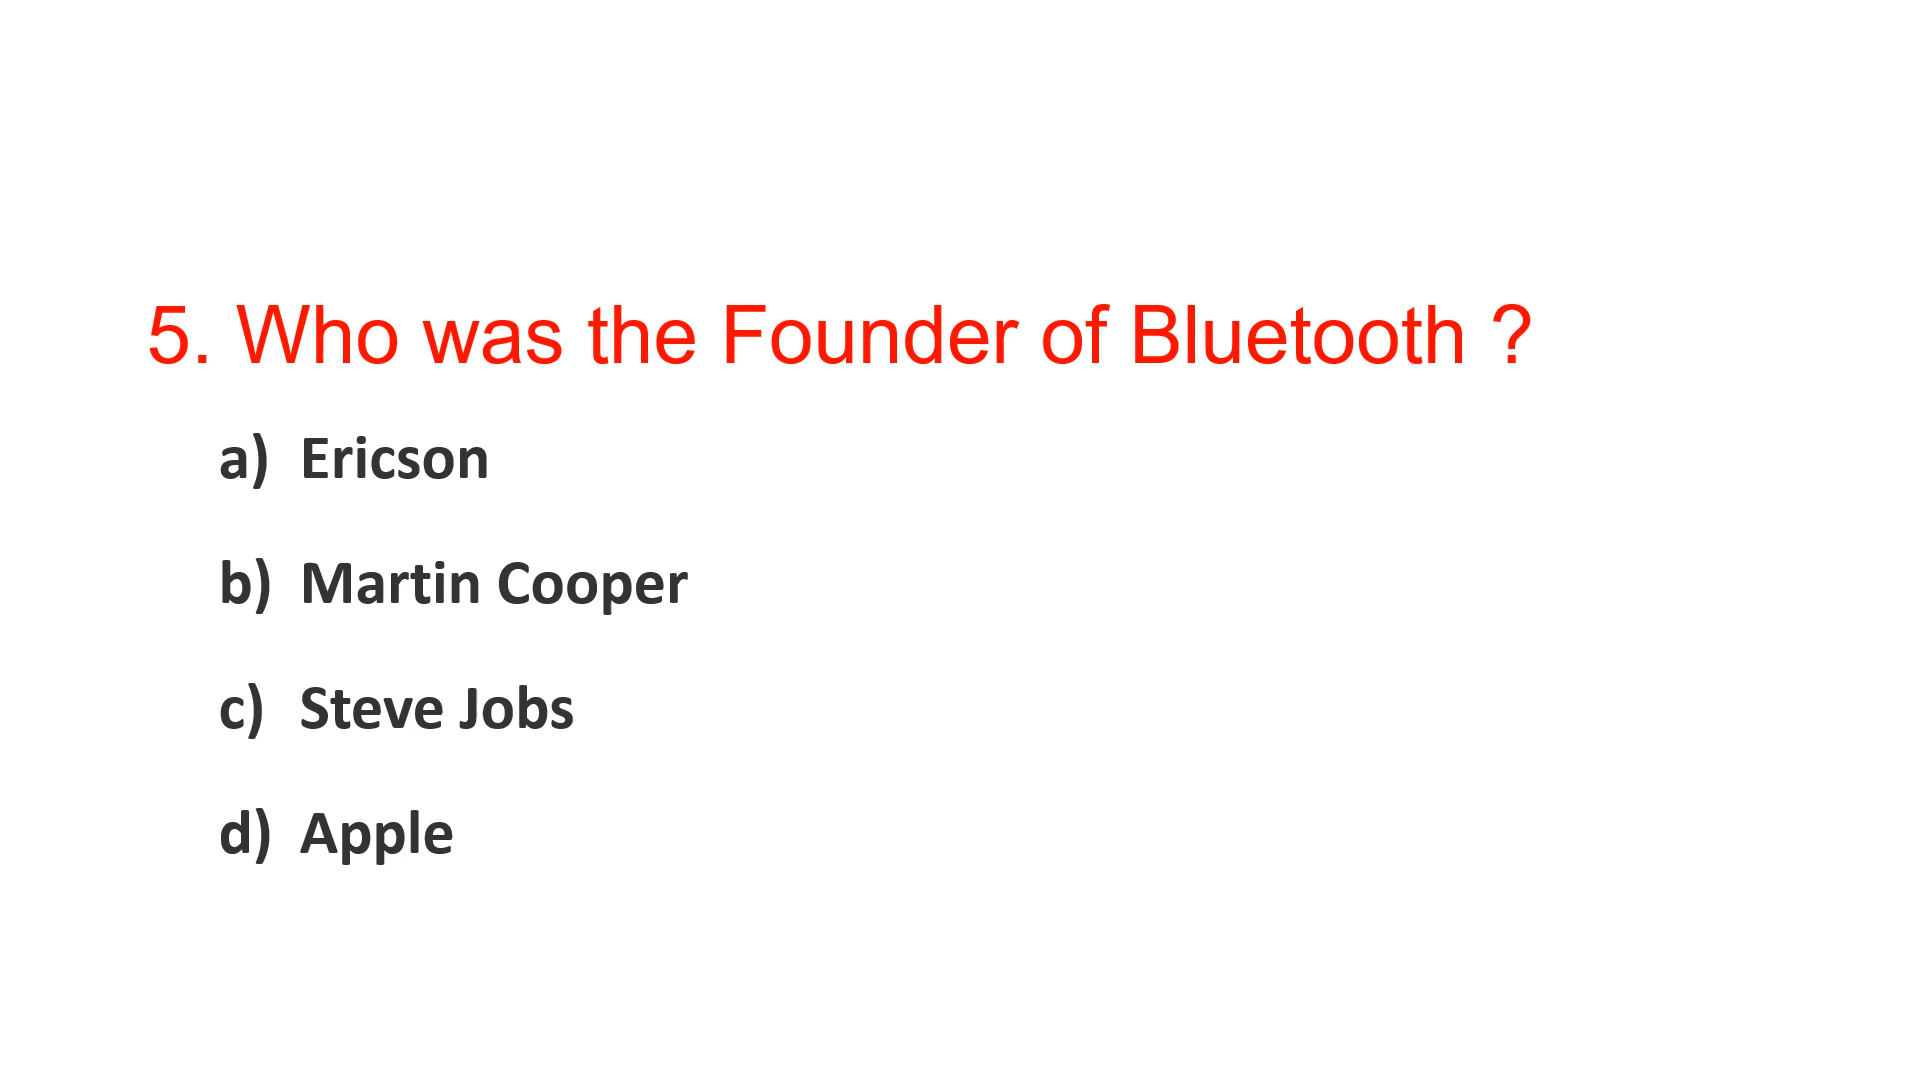 5. Who was the Founder of Bluetooth ?
a) Ericson
b) Martin Cooper
c) Steve Jobs
d) Apple